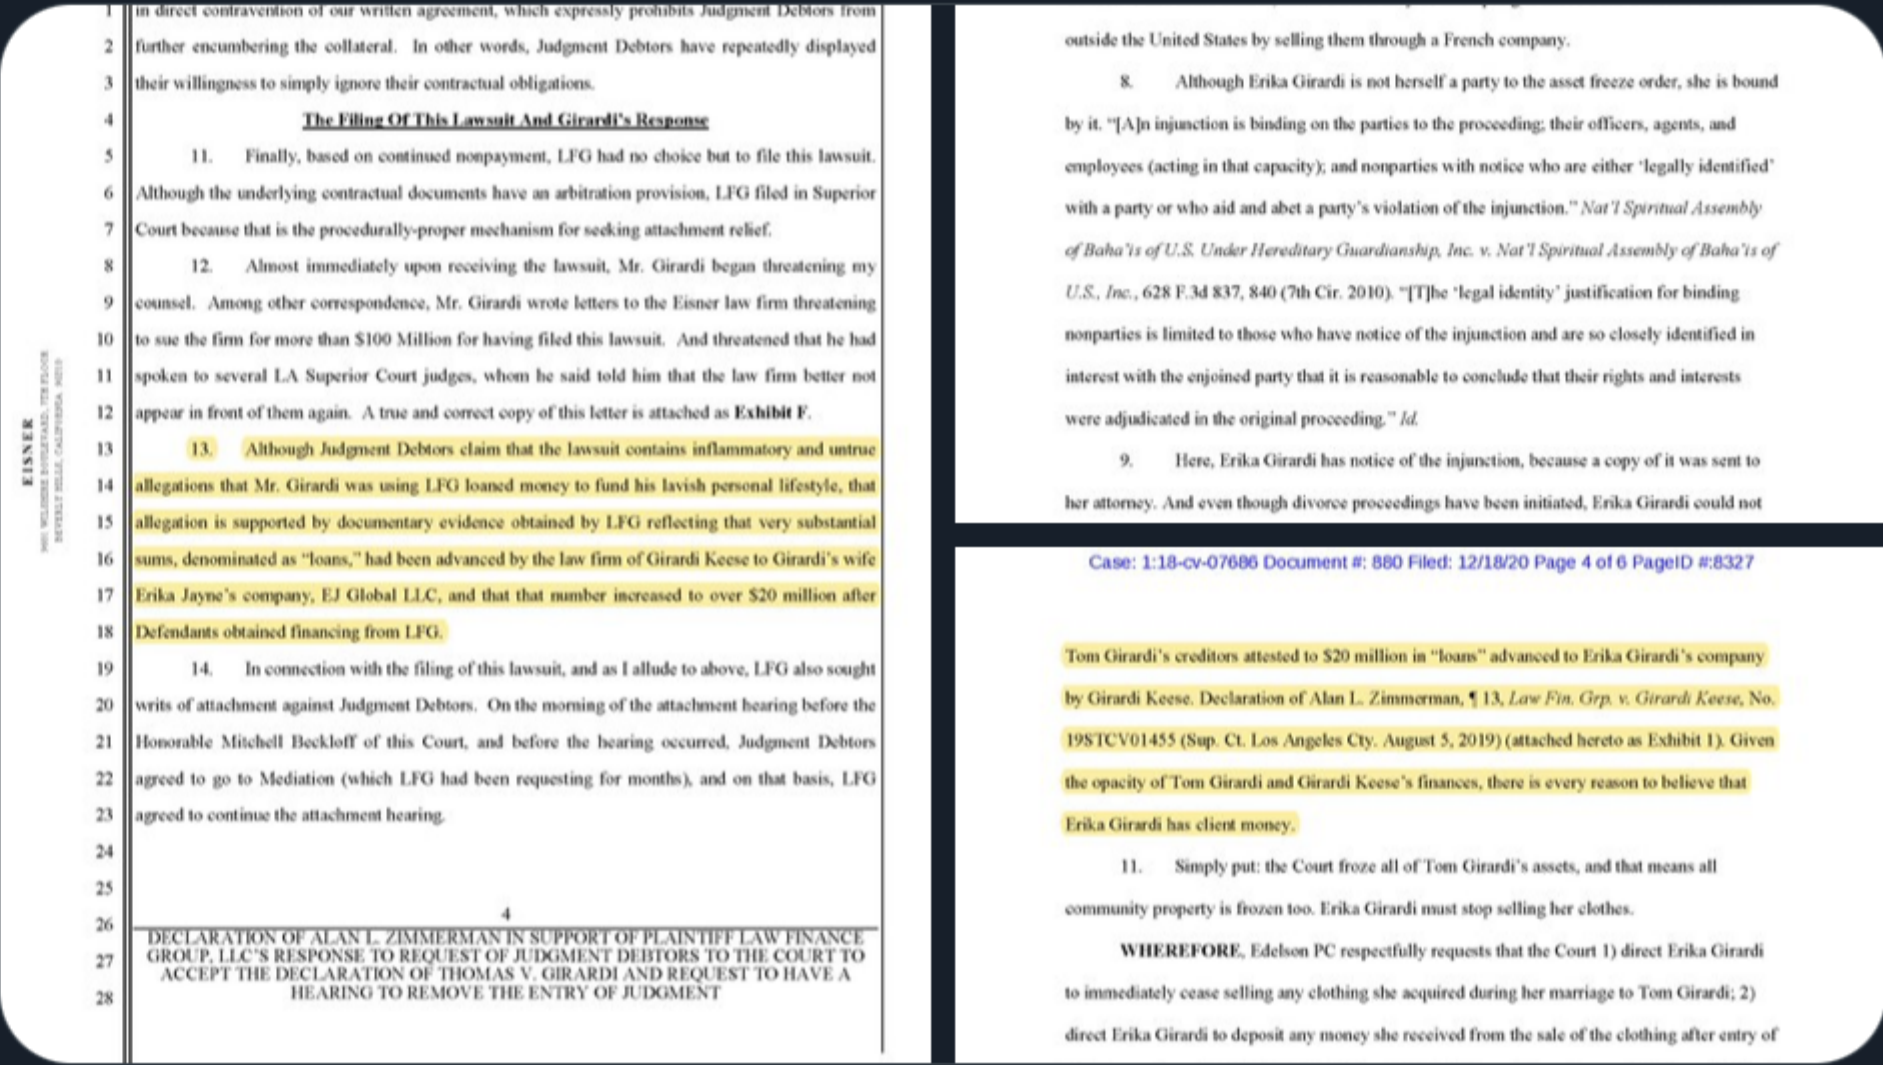 1 in direct contravention of our written agreement, which expressly prohibits Judgment Debtors from
2 further encumbering the collateral. In other words, Judgment Debtors have repeatedly displayed
3 their willingness to simply ignore their contractual obligations.
4 The Filing Of This Lawsuit And Girardi's Response
5 11. Finally, based on continued nonpayment, LFG had no choice but to file this lawsuit.
6 Although the underlying contractual documents have an arbitration provision, LFG filed in Superior
7 Court because that is the procedurally-proper mechanism for seeking attachment relief.
8 12. Almost immediately upon receiving the lawsuit, Mr. Girardi began threatening my
9 counsel. Among other correspondence, Mr. Girardi wrote letters to the Eisner law firm threatening
10 to sue the firm for more than $100 Million for having filed this lawsuit. And threatened that he had
11 spoken to several LA Superior Court judges, whom he said told him that the law firm better not
12 appear in front of them again. A true and correct copy of this letter is attached as Exhibit F.
13 13. Although Judgment Debtors claim that the lawsuit contains inflammatory and untrue
14 allegations that Mr. Girardi was using LFG loaned money to fund his lavish personal lifestyle, that
15 allegation is supported by documentary evidence obtained by LFG reflecting that very substantial
16 sums, denominated as "loans," had been advanced by the law firm of Girardi Keese to Girardi's wife
17 Erika Jayne's company, EJ Global LLC, and that that number increased to over $20 million after
18 Defendants obtained financing from LFG.
19 14. In connection with the filing of this lawsuit, and as I allude to above, LFG also sought
20 writs of attachment against Judgment Debtors. On the morning of the attachment hearing before the
21 Honorable Mitchell Beckloff of this Court, and before the hearing occurred, Judgment Debtors
22 agreed to go to Mediation (which LFG had been requesting for months), and on that basis, LFG
23 agreed to continue the attachment hearing.
24
25
4
26
DECLARATION OF ALAN L. ZIMMERMAN IN SUPPORT OF PLAINTIFF LAW FINANCE
27 GROUP, LLC'S RESPONSE TO REQUEST OF JUDGMENT DEBTORS TO THE COURT TO
ACCEPT THE DECLARATION OF THOMAS V. GIRARDI AND REQUEST TO HAVE A
28 HEARING TO REMOVE THE ENTRY OF JUDGMENT
EISNER
outside the United States by selling them through a French company.
8. Although Erika Girardi is not herself a party to the asset freeze order, she is bound
by it. "[A]n injunction is binding on the parties to the proceeding; their officers, agents, and
employees (acting in that capacity); and nonparties with notice who are either 'legally identified'
with a party or who aid and abet a party's violation of the injunction." Nat'l Spiritual Assembly
of Baha'is of U.S. Under Hereditary Guardianship, Inc. v. Nat'l Spiritual Assembly of Baha'is of
U.S., Inc., 628 F.3d 837, 840 (7th Cir. 2010). "[T]he 'legal identity' justification for binding
nonparties is limited to those who have notice of the injunction and are so closely identified in
interest with the enjoined party that it is reasonable to conclude that their rights and interests
were adjudicated in the original proceeding." Id.
9. Here, Erika Girardi has notice of the injunction, because a copy of it was sent to
her attorney. And even though divorce proceedings have been initiated, Erika Girardi could not
Case: 1:18-cv-07686 Document #: 880 Filed: 12/18/20 Page 4 of 6 PageID #:8327
Tom Girardi's creditors attested to $20 million in "loans" advanced to Erika Girardi's company
by Girardi Keese. Declaration of Alan L. Zimmerman, ¶ 13, Law Fin. Grp. v. Girardi Keese, No.
19STCV01455 (Sup. Ct. Los Angeles Cty. August 5, 2019) (attached hereto as Exhibit 1). Given
the opacity of Tom Girardi and Girardi Keese's finances, there is every reason to believe that
Erika Girardi has client money.
11. Simply put: the Court froze all of Tom Girardi's assets, and that means all
community property is frozen too. Erika Girardi must stop selling her clothes.
WHEREFORE, Edelson PC respectfully requests that the Court 1) direct Erika Girardi
to immediately cease selling any clothing she acquired during her marriage to Tom Girardi; 2)
direct Erika Girardi to deposit any money she received from the sale of the clothing after entry of